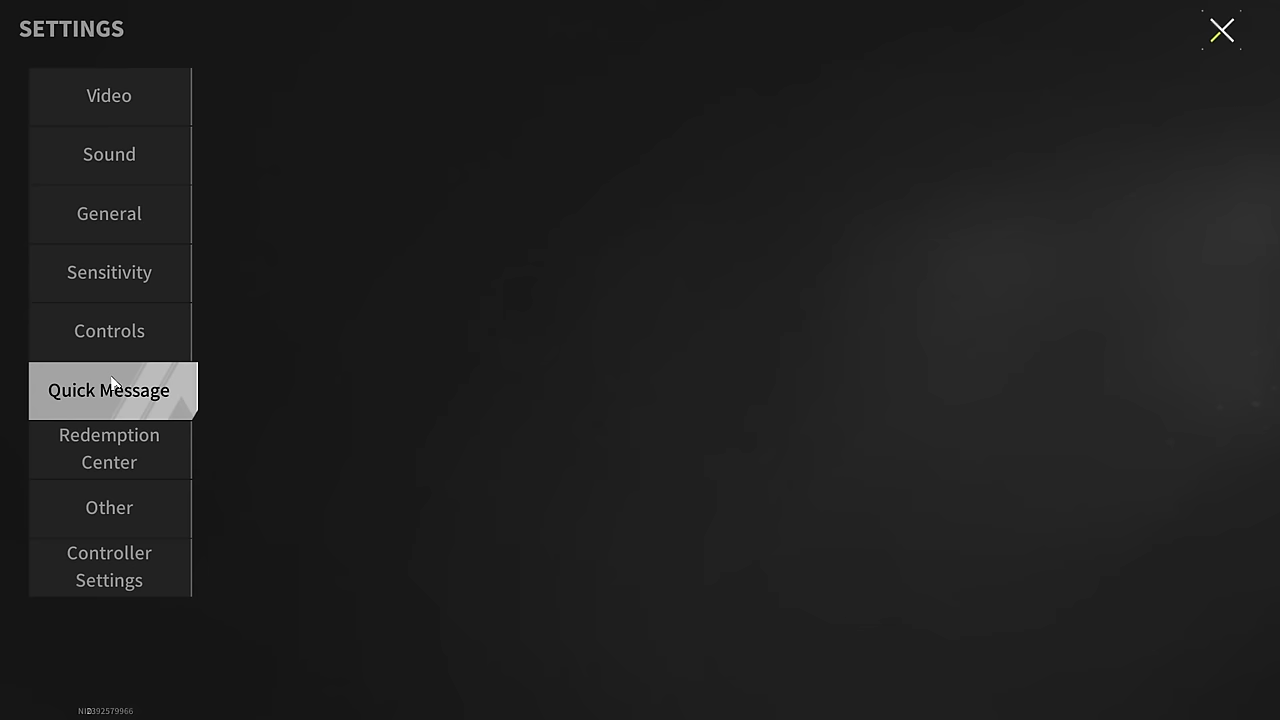 SETTINGS
Video
Sound
General
Sensitivity
Controls
Quick Message
Redemption
Center
Other
Controller
Settings